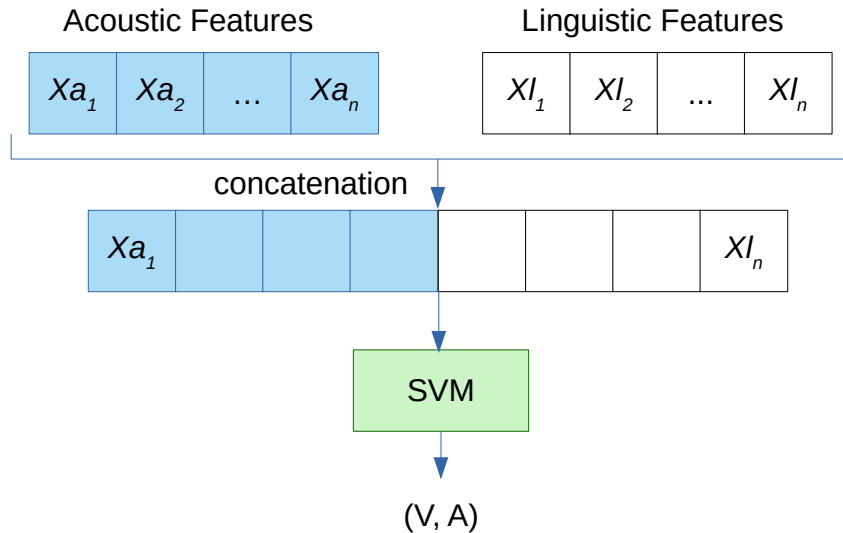 Acoustic Features Linguistic Features
Xa₁ Xa₂ ... Xaₙ Xl₁ Xl₂ ... Xlₙ
concatenation
Xa₁ Xlₙ
SVM
(V, A)